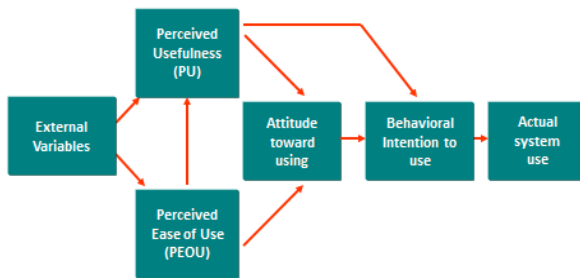 Perceived
Usefulness
(PU)
External
Variables
Attitude
toward
using
Behavioral
Intention to
use
Actual
system
use
Perceived
Ease of Use
(PEOU)